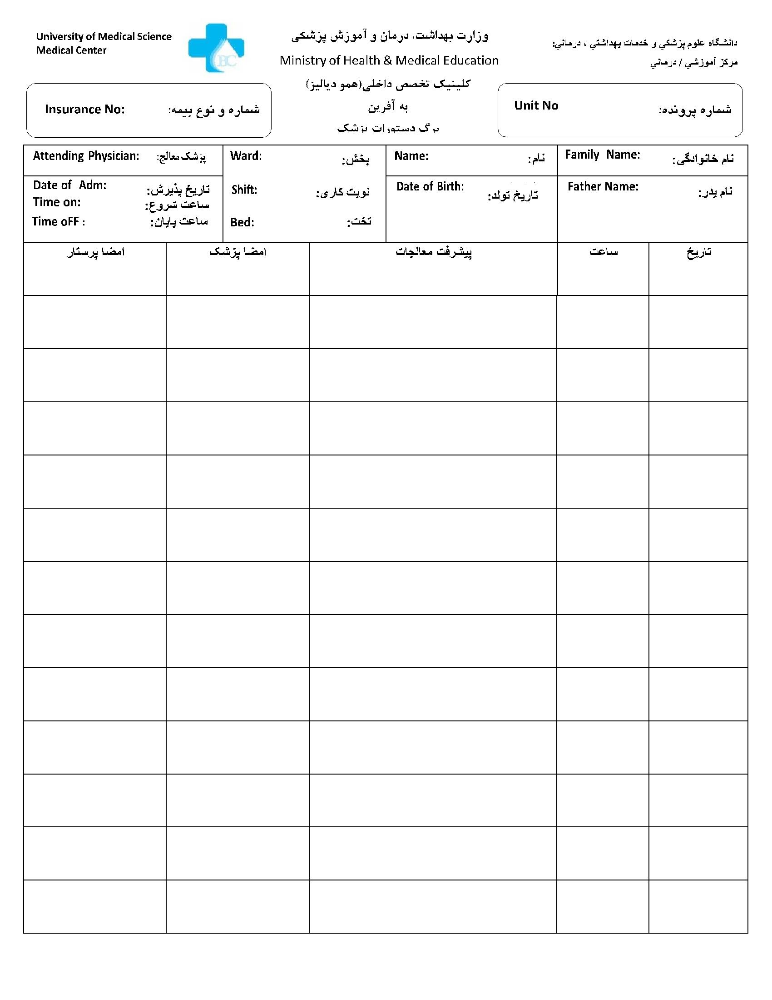 University of Medical Science
Medical Center
BC
وزارت بهداشت، درمان و آموزش پزشکی
Ministry of Health & Medical Education
دانشگاه علوم پزشكي و خدمات بهداشتي ، درماني:
مركز آموزشي / درماني
کلینیک تخصص داخلی(همو دیالیز)
به آفرین
برگ دستورات پزشک
Insurance No: شماره و نوع بیمه:
Unit No شماره پرونده:
Attending Physician: پزشک معالج:
Ward: بخش:
Name: نام:
Family Name: نام خانوادگی:
Date of Adm: تاریخ پذیرش:
Time on: ساعت شروع:
Time oFF : ساعت پایان:
Shift: نوبت کاری:
Bed: تخت:
Date of Birth: تاریخ تولد:
Father Name: نام پدر:
امضا پرستار
امضا پزشک
پیشرفت معالجات
ساعت
تاریخ